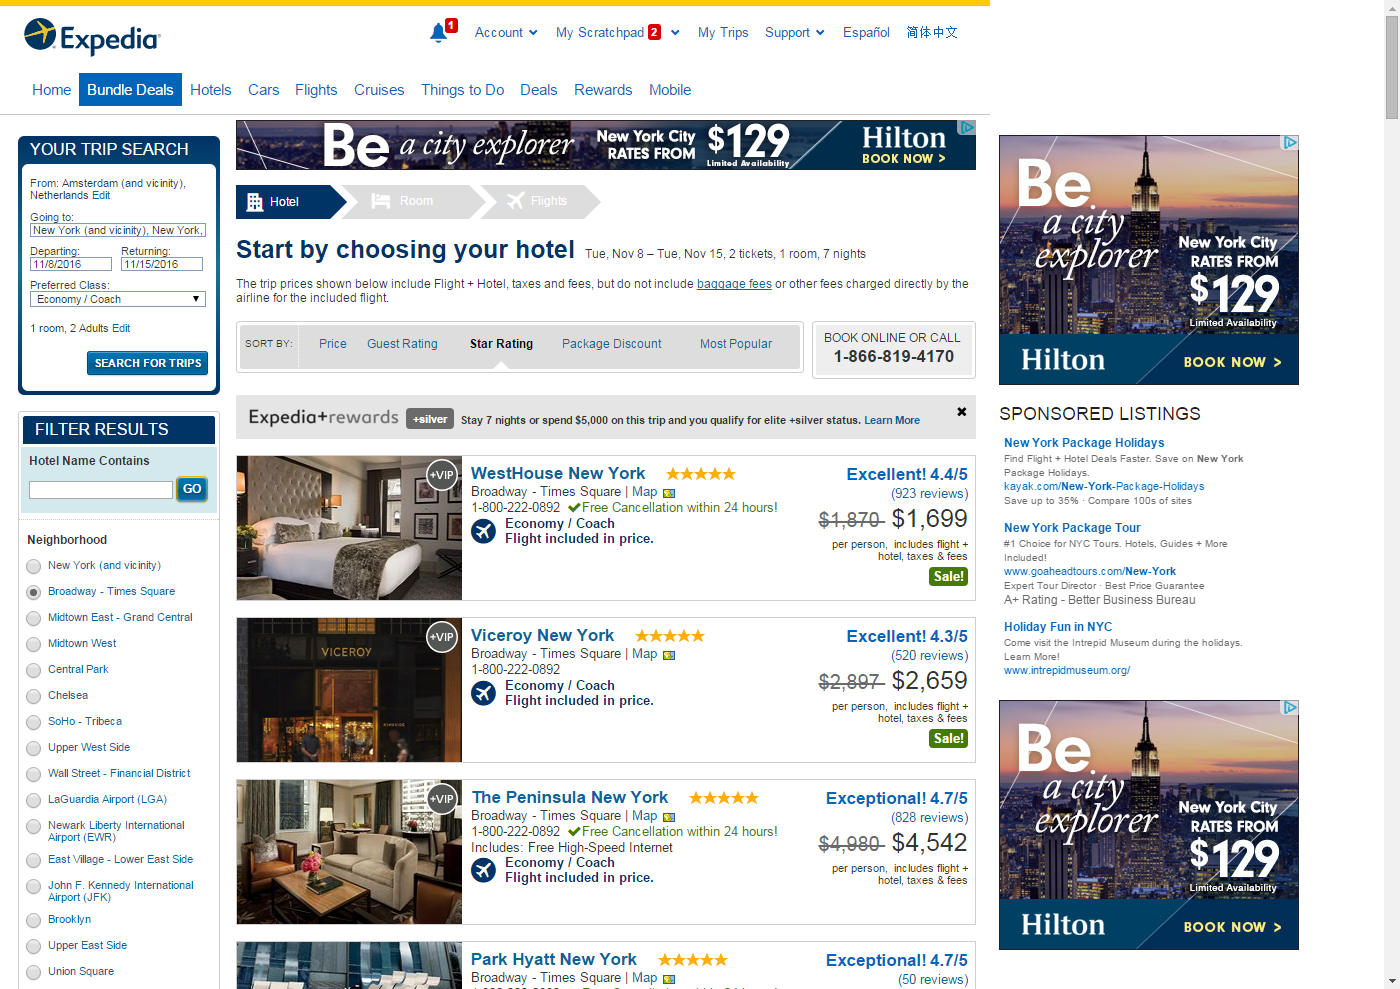 Expedia
1
Account
My Scratchpad 2
My Trips
Support
Español
简体中文
Home
Bundle Deals
Hotels
Cars
Flights
Cruises
Things to Do
Deals
Rewards
Mobile
YOUR TRIP SEARCH
From: Amsterdam (and vicinity),
Netherlands Edit
Going to:
New York (and vicinity), New York,
Departing: Returning:
11/8/2016 11/15/2016
Preferred Class:
Economy / Coach
1 room, 2 Adults Edit
SEARCH FOR TRIPS
FILTER RESULTS
Hotel Name Contains
GO
Neighborhood
New York (and vicinity)
Broadway - Times Square
Midtown East - Grand Central
Midtown West
Central Park
Chelsea
SoHo - Tribeca
Upper West Side
Wall Street - Financial District
LaGuardia Airport (LGA)
Newark Liberty International
Airport (EWR)
East Village - Lower East Side
John F. Kennedy International
Airport (JFK)
Brooklyn
Upper East Side
Union Square
Be a city explorer
New York City
RATES FROM
$129
Limited Availability
Hilton
BOOK NOW >
Hotel
Room
Flights
Start by choosing your hotel Tue, Nov 8 – Tue, Nov 15, 2 tickets, 1 room, 7 nights
The trip prices shown below include Flight + Hotel, taxes and fees, but do not include baggage fees or other fees charged directly by the
airline for the included flight.
SORT BY: Price Guest Rating Star Rating Package Discount Most Popular
BOOK ONLINE OR CALL
1-866-819-4170
Expedia+rewards +silver Stay 7 nights or spend $5,000 on this trip and you qualify for elite +silver status. Learn More
+VIP
WestHouse New York
Broadway - Times Square | Map
1-800-222-0892 Free Cancellation within 24 hours!
Economy / Coach
Flight included in price.
Excellent! 4.4/5
(923 reviews)
$1,870 $1,699
per person, includes flight +
hotel, taxes & fees
Sale!
VICEROY
+VIP
Viceroy New York
Broadway - Times Square | Map
1-800-222-0892
Economy / Coach
Flight included in price.
Excellent! 4.3/5
(520 reviews)
$2,897 $2,659
per person, includes flight +
hotel, taxes & fees
Sale!
+VIP
The Peninsula New York
Broadway - Times Square | Map
1-800-222-0892 Free Cancellation within 24 hours!
Includes: Free High-Speed Internet
Economy / Coach
Flight included in price.
Exceptional! 4.7/5
(828 reviews)
$4,980 $4,542
per person, includes flight +
hotel, taxes & fees
Park Hyatt New York
Broadway - Times Square | Map
Exceptional! 4.7/5
(50 reviews)
Be
a city
explorer
New York City
RATES FROM
$129
Limited Availability
Hilton
BOOK NOW >
SPONSORED LISTINGS
New York Package Holidays
Find Flight + Hotel Deals Faster. Save on New York
Package Holidays.
kayak.com/New-York-Package-Holidays
Save up to 35% · Compare 100s of sites
New York Package Tour
#1 Choice for NYC Tours. Hotels, Guides + More
Included!
www.goaheadtours.com/New-York
Expert Tour Director · Best Price Guarantee
A+ Rating - Better Business Bureau
Holiday Fun in NYC
Come visit the Intrepid Museum during the holidays.
Learn More!
www.intrepidmuseum.org/
Be
a city
explorer
New York City
RATES FROM
$129
Limited Availability
Hilton
BOOK NOW >